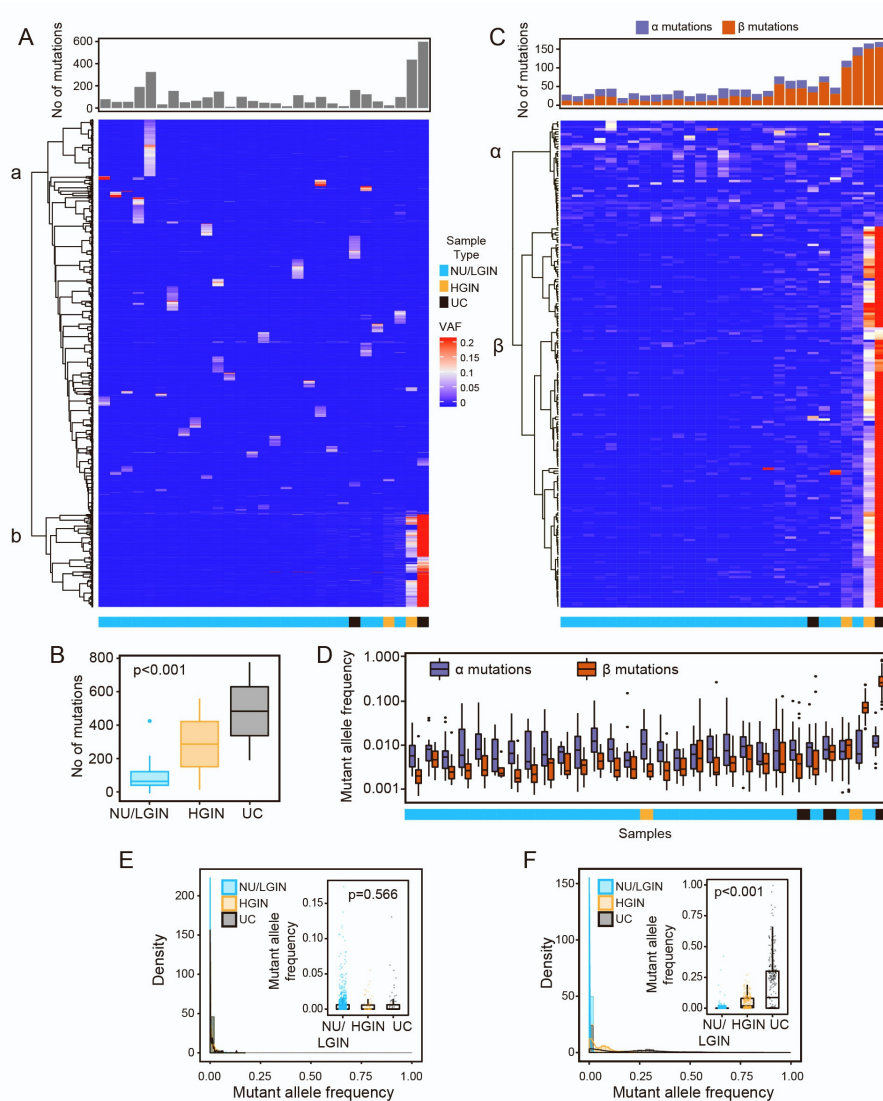 A
No of mutations
600
400
200
0
a
b
Sample
Type
NU/LGIN
HGIN
UC
VAF
0.2
0.15
0.1
0.05
0
C
α mutations
β mutations
No of mutations
150
100
50
0
α
β
B
No of mutations
800
600
400
200
0
p<0.001
NU/LGIN
HGIN
UC
D
Mutant allele frequency
1.000
0.100
0.010
0.001
α mutations
β mutations
Samples
E
Density
200
150
100
50
0
NU/LGIN
HGIN
UC
Mutant allele
frequency
0.15
0.10
0.05
0.00
p=0.566
NU/
LGIN
HGIN
UC
0.00
0.25
0.50
0.75
1.00
Mutant allele frequency
F
Density
150
100
50
0
NU/LGIN
HGIN
UC
Mutant allele
frequency
1.00
0.75
0.50
0.25
0.00
p<0.001
NU/
LGIN
HGIN
UC
0.00
0.25
0.50
0.75
1.00
Mutant allele frequency